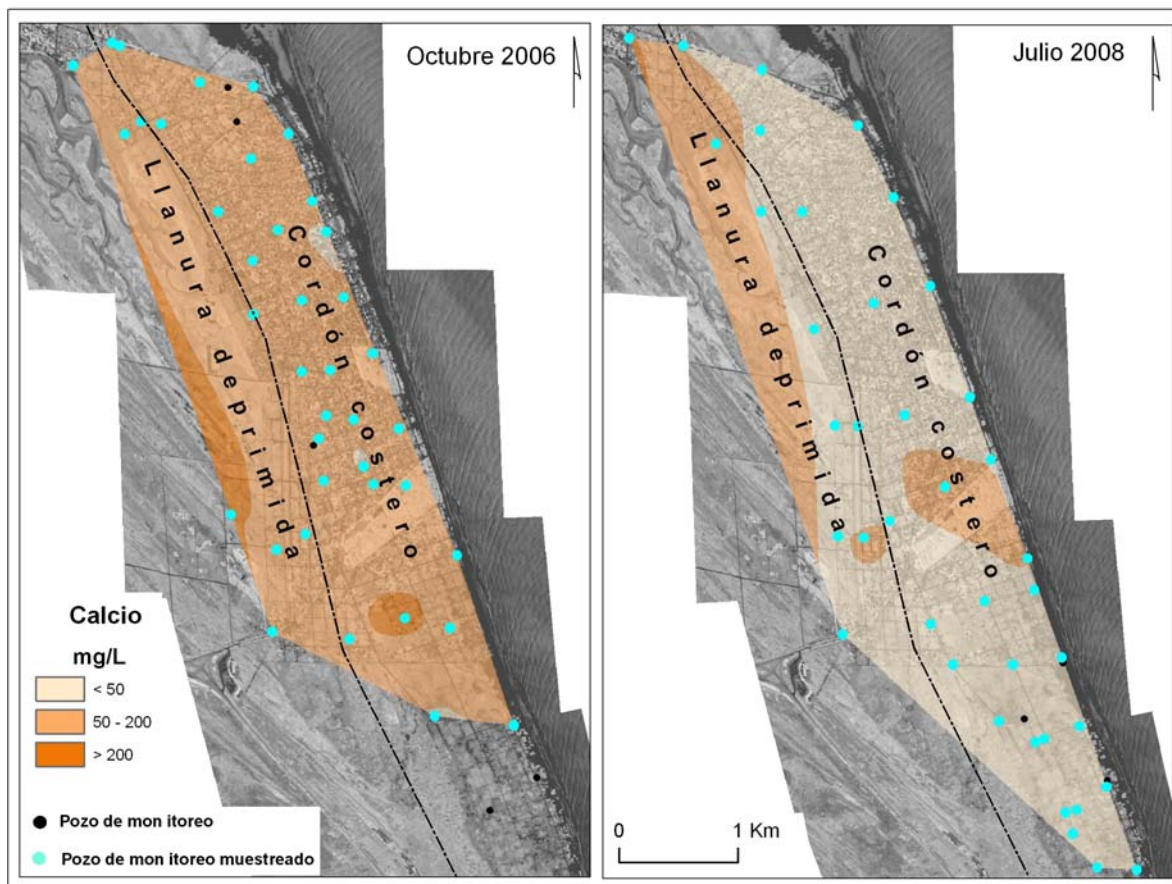 Octubre 2006
Llanura deprimida
Cordón costero
Calcio
mg/L
< 50
50 - 200
> 200
Pozo de mon itoreo
Pozo de mon itoreo muestreado
Julio 2008
Llanura deprimida
Cordón costero
0 1 Km